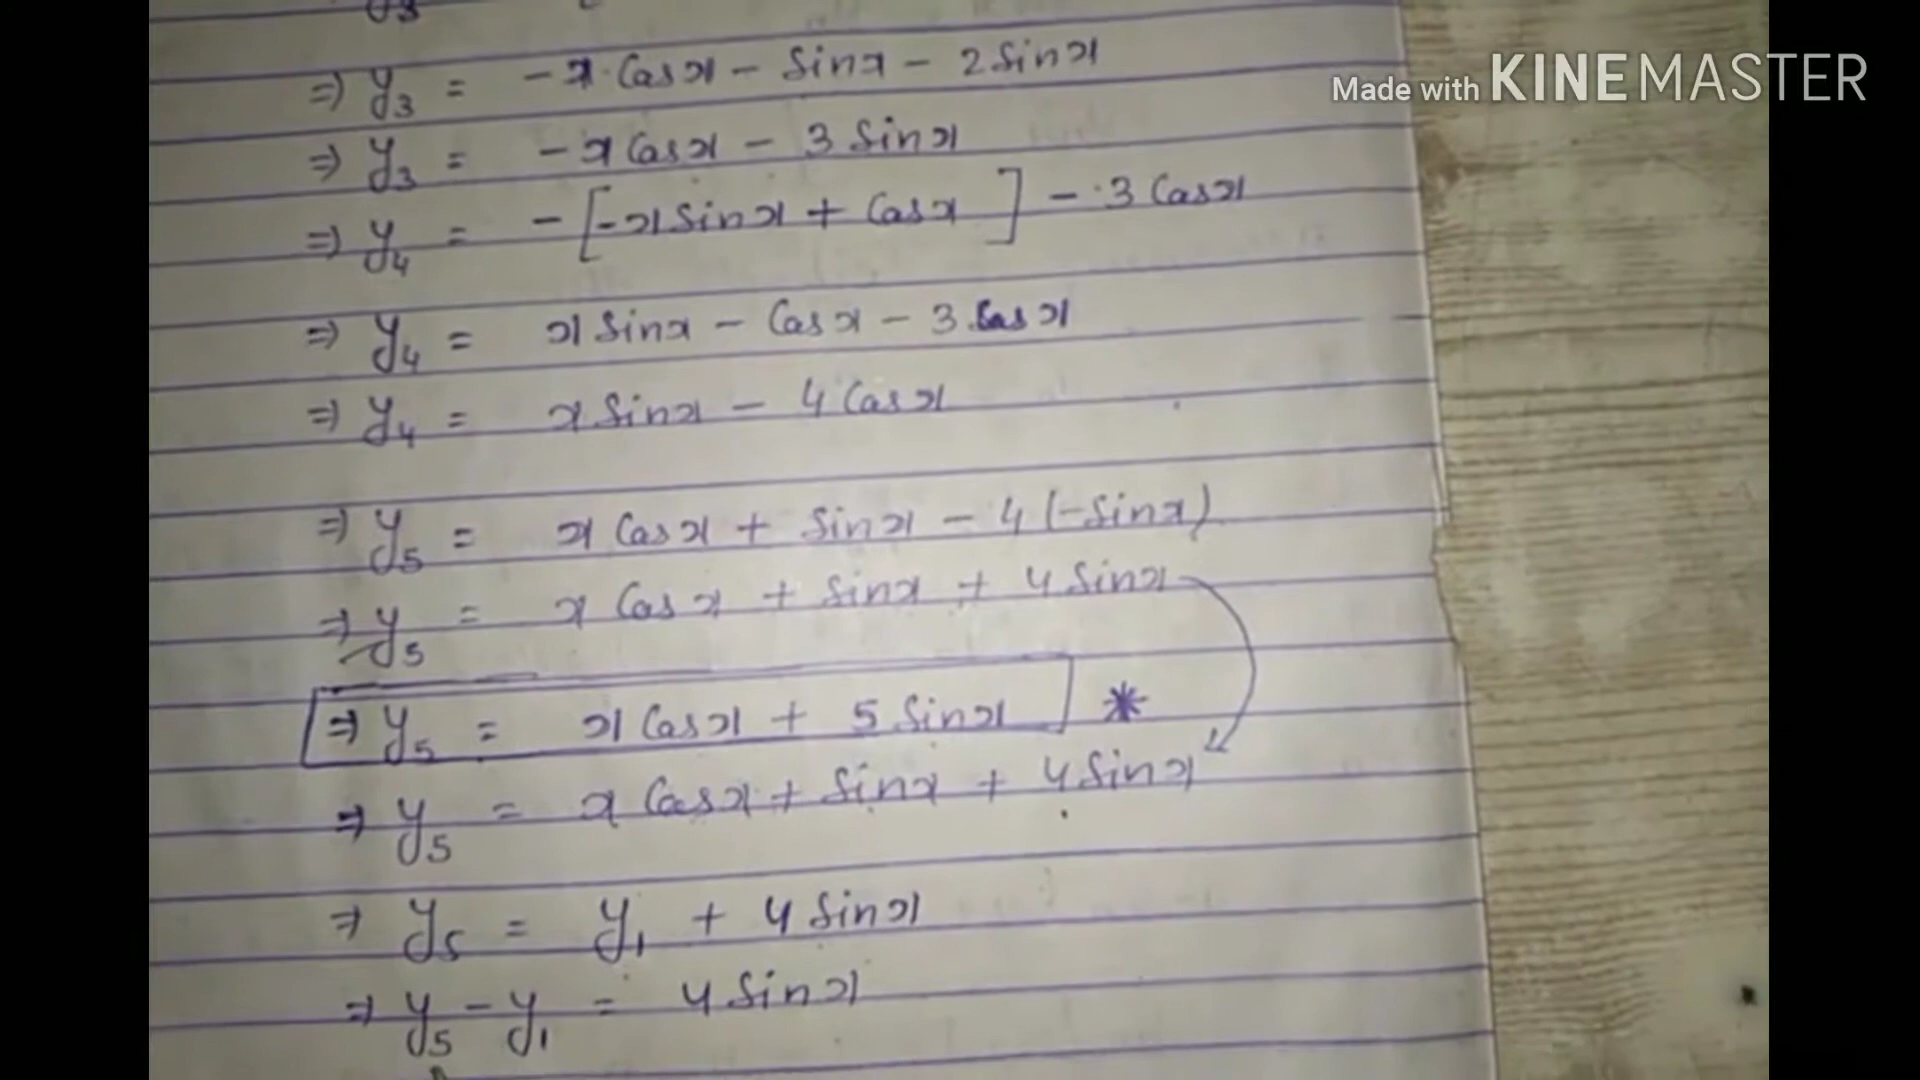 Made with KINEMASTER
⇒ y₃ = -x. Cosx - Sinx - 2 Sinx
⇒ y₃ = -x Cosx - 3 Sinx
⇒ y₄ = -[-x Sinx + Cosx] - 3 Cosx
⇒ y₄ = x Sinx - Cosx - 3 Cosx
⇒ y₄ = x Sinx - 4 Cosx
⇒ y₅ = x Cosx + Sinx - 4 (-Sinx)
⇒ y₅ = x Cosx + Sinx + 4 Sinx
⇒ y₅ = x Cosx + 5 Sinx *
⇒ y₅ = x Cosx + Sinx + 4 Sinx
⇒ y₅ = y₁ + 4 Sinx
⇒ y₅ - y₁ = 4 Sinx